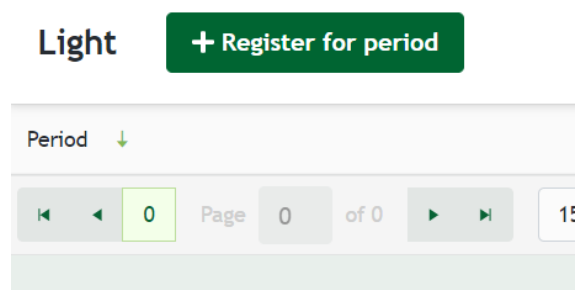 Light + Register for period
Period ↓
0 Page 0 of 0 15